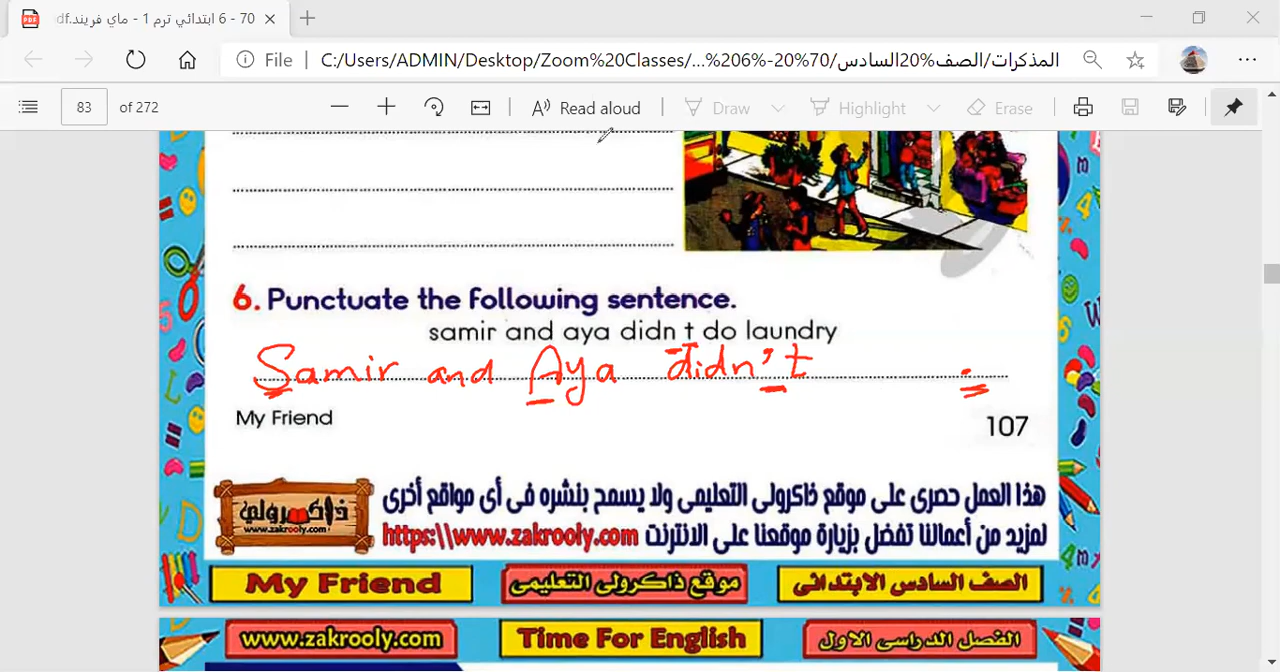 70 - 6 ابتدائي ترم 1 - ماي فريند.pdf
File C:/Users/ADMIN/Desktop/Zoom%20Classes/...%206%-20%70/المذكرات/الصف%20السادس
83 of 272 Read aloud Draw Highlight Erase
6. Punctuate the following sentence.
samir and aya didn t do laundry
Samir and Aya didn't .
My Friend 107
هذا العمل حصرى على موقع ذاكرولى التعليمى ولا يسمح بنشره فى أى مواقع أخرى
ذاكرولي
www.zakrooly.com
لمزيد من أعمالنا تفضل بزيارة موقعنا على الانترنت https:\\www.zakrooly.com
My Friend موقع ذاكرولى التعليمى الصف السادس الابتدائى
www.zakrooly.com Time For English الفصل الدراسى الاول